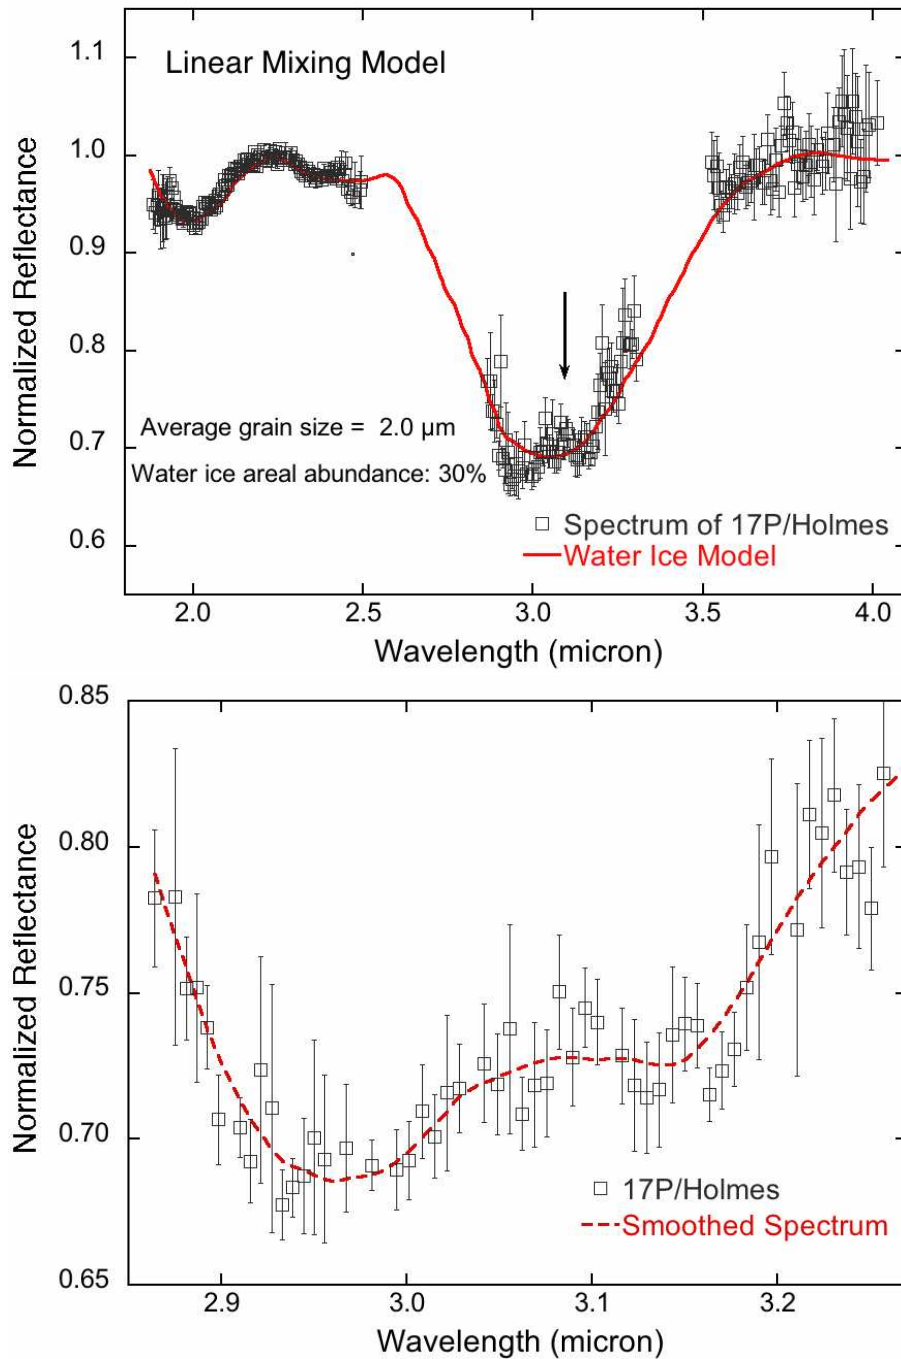 1.1
Linear Mixing Model
1.0
0.9
0.8
0.7
0.6
Normalized Reflectance
Average grain size = 2.0 μm
Water ice areal abundance: 30%
Spectrum of 17P/Holmes
Water Ice Model
2.0 2.5 3.0 3.5 4.0
Wavelength (micron)
0.85
0.80
0.75
0.70
0.65
Normalized Reflectance
17P/Holmes
Smoothed Spectrum
2.9 3.0 3.1 3.2
Wavelength (micron)